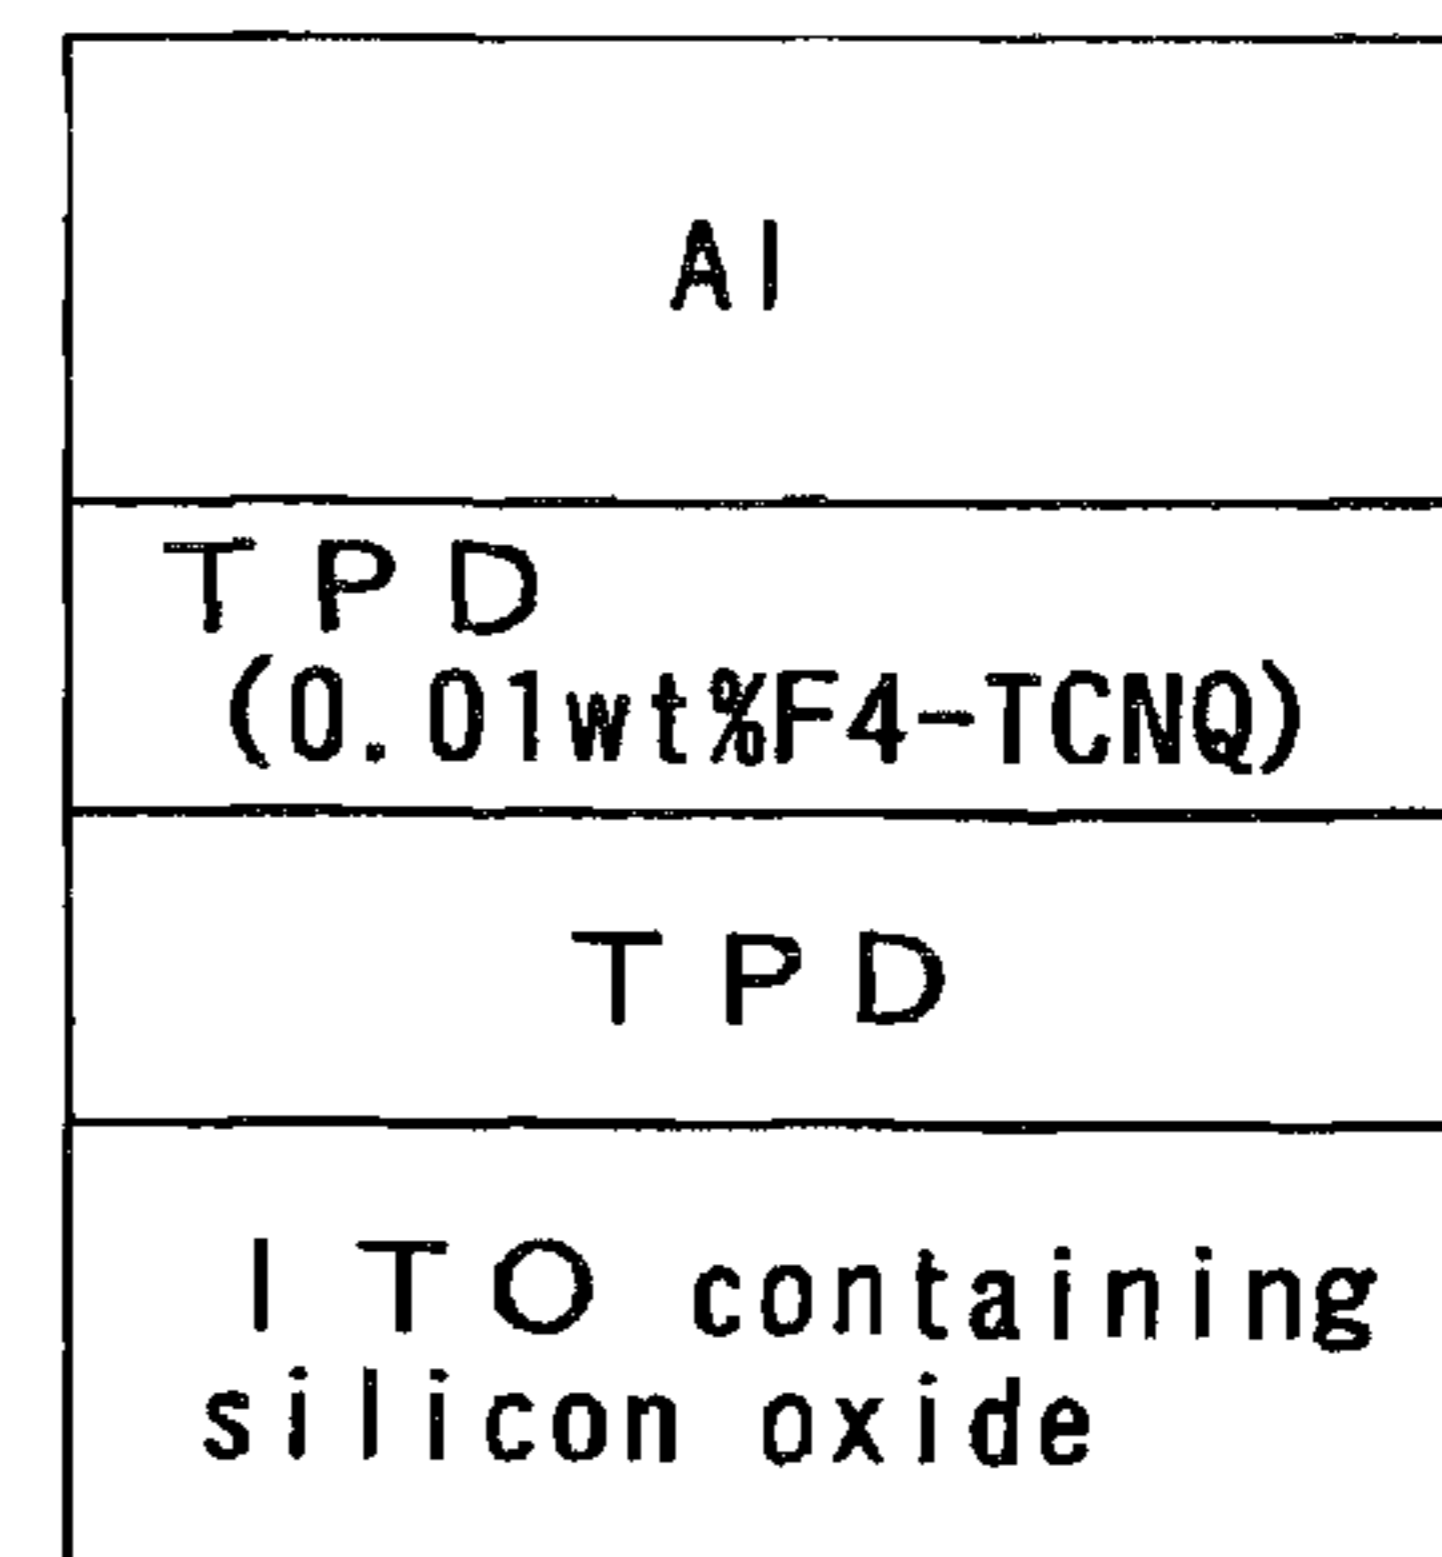 Al
TPD
(0.01wt%F4-TCNQ)
TPD
ITO containing
silicon oxide